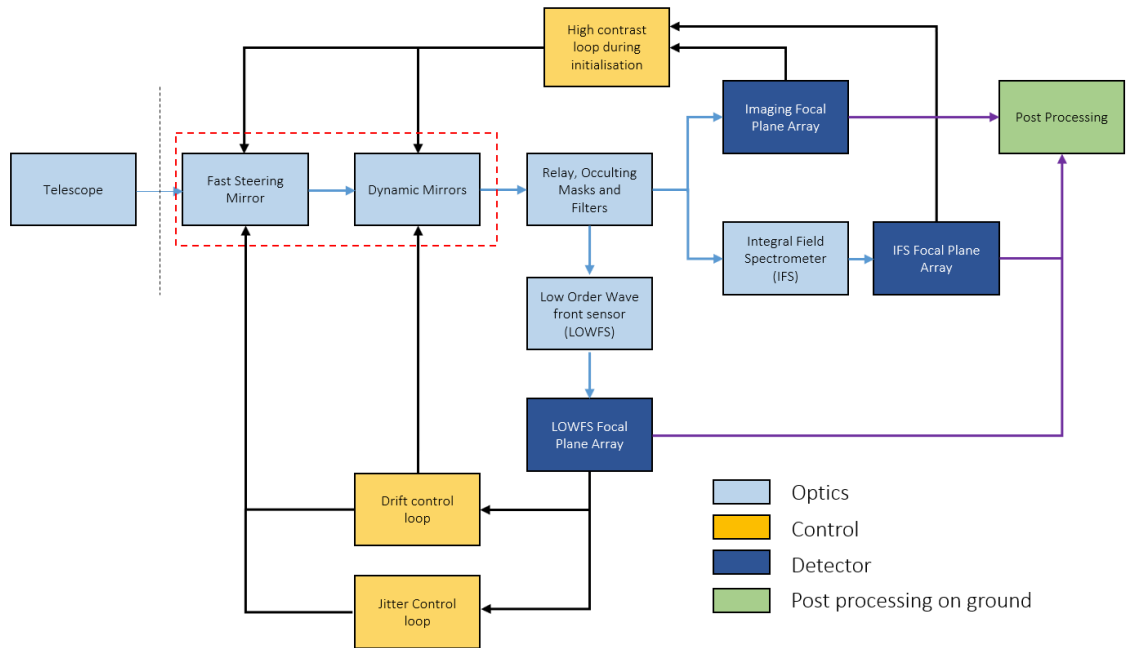 High contrast
loop during
initialisation
Imaging Focal
Plane Array
Post Processing
Telescope
Fast Steering
Mirror
Dynamic Mirrors
Relay, Occulting
Masks and
Filters
Integral Field
Spectrometer
(IFS)
IFS Focal Plane
Array
Low Order Wave
front sensor
(LOWFS)
LOWFS Focal
Plane Array
Drift control
loop
Jitter Control
loop
Optics
Control
Detector
Post processing on ground